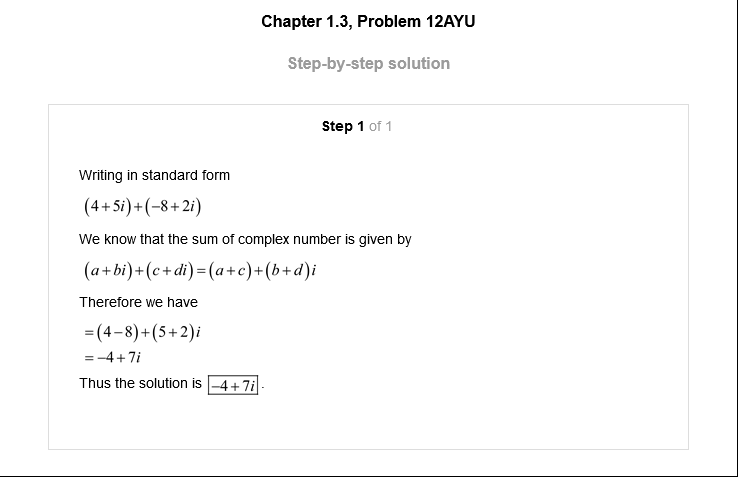 Chapter 1.3, Problem 12AYU
Step-by-step solution
Step 1 of 1
Writing in standard form
(4+5i)+(−8+2i)
We know that the sum of complex number is given by
(a+bi)+(c+di)=(a+c)+(b+d)i
Therefore we have
=(4−8)+(5+2)i
=−4+7i
Thus the solution is −4+7i.